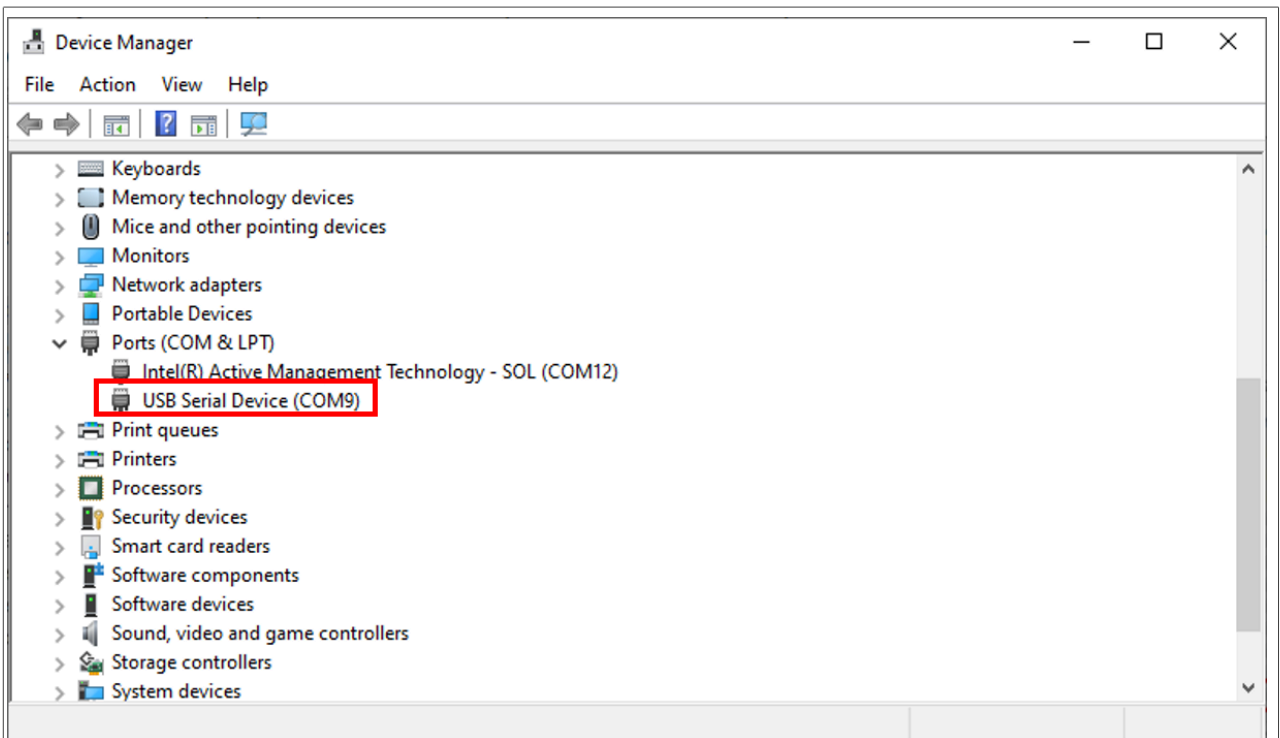 Device Manager
File Action View Help
Keyboards
Memory technology devices
Mice and other pointing devices
Monitors
Network adapters
Portable Devices
Ports (COM & LPT)
Intel(R) Active Management Technology - SOL (COM12)
USB Serial Device (COM9)
Print queues
Printers
Processors
Security devices
Smart card readers
Software components
Software devices
Sound, video and game controllers
Storage controllers
System devices